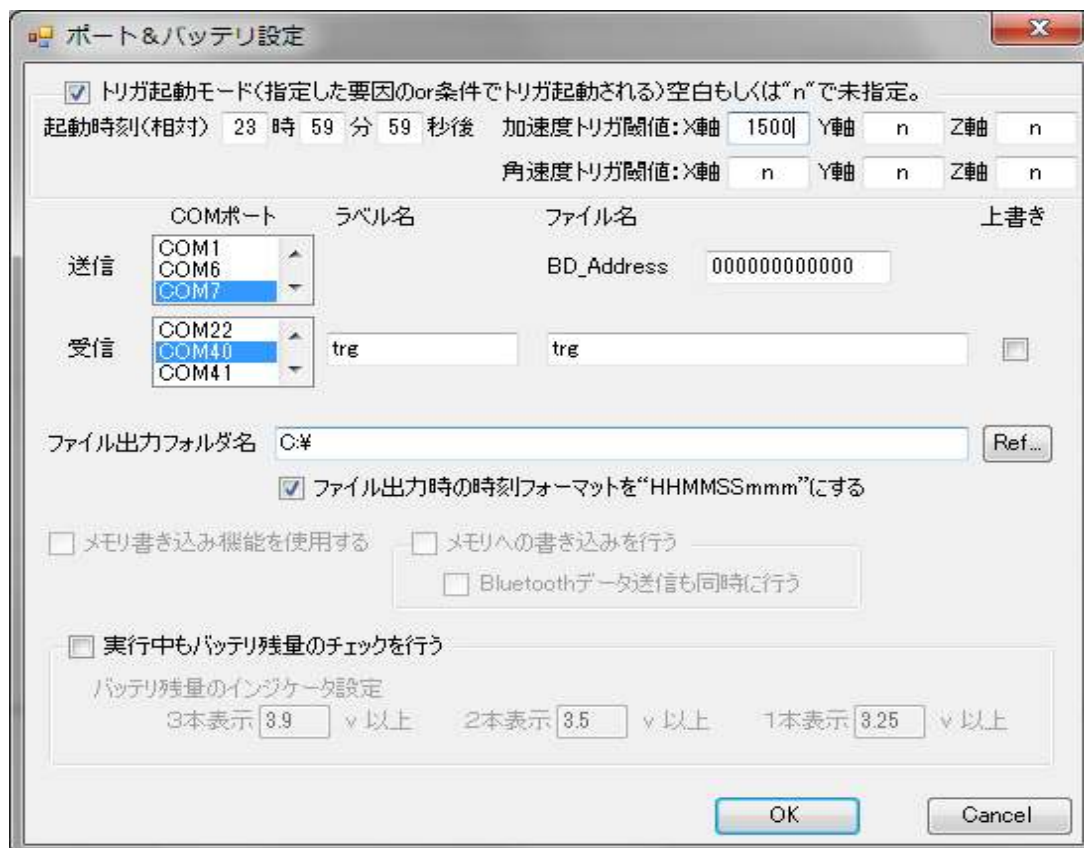 ポート&バッテリ設定
トリガ起動モード(指定した要因のor条件でトリガ起動される)空白もしくは"n"で未指定。
起動時刻(相対) 23 時 59 分 59 秒後 加速度トリガ閾値:X軸 1500 Y軸 n Z軸 n
角速度トリガ閾値:X軸 n Y軸 n Z軸 n
COMポート ラベル名 ファイル名 上書き
送信
COM1
COM6
COM7
BD_Address 000000000000
受信
COM22
COM40
COM41
trg trg
ファイル出力フォルダ名 C:¥ Ref...
ファイル出力時の時刻フォーマットを“HHMMSSmmm”にする
メモリ書き込み機能を使用する メモリへの書き込みを行う
Bluetoothデータ送信も同時に行う
実行中もバッテリ残量のチェックを行う
バッテリ残量のインジケータ設定
3本表示 3.9 v 以上 2本表示 3.5 v 以上 1本表示 3.25 v 以上
OK Cancel